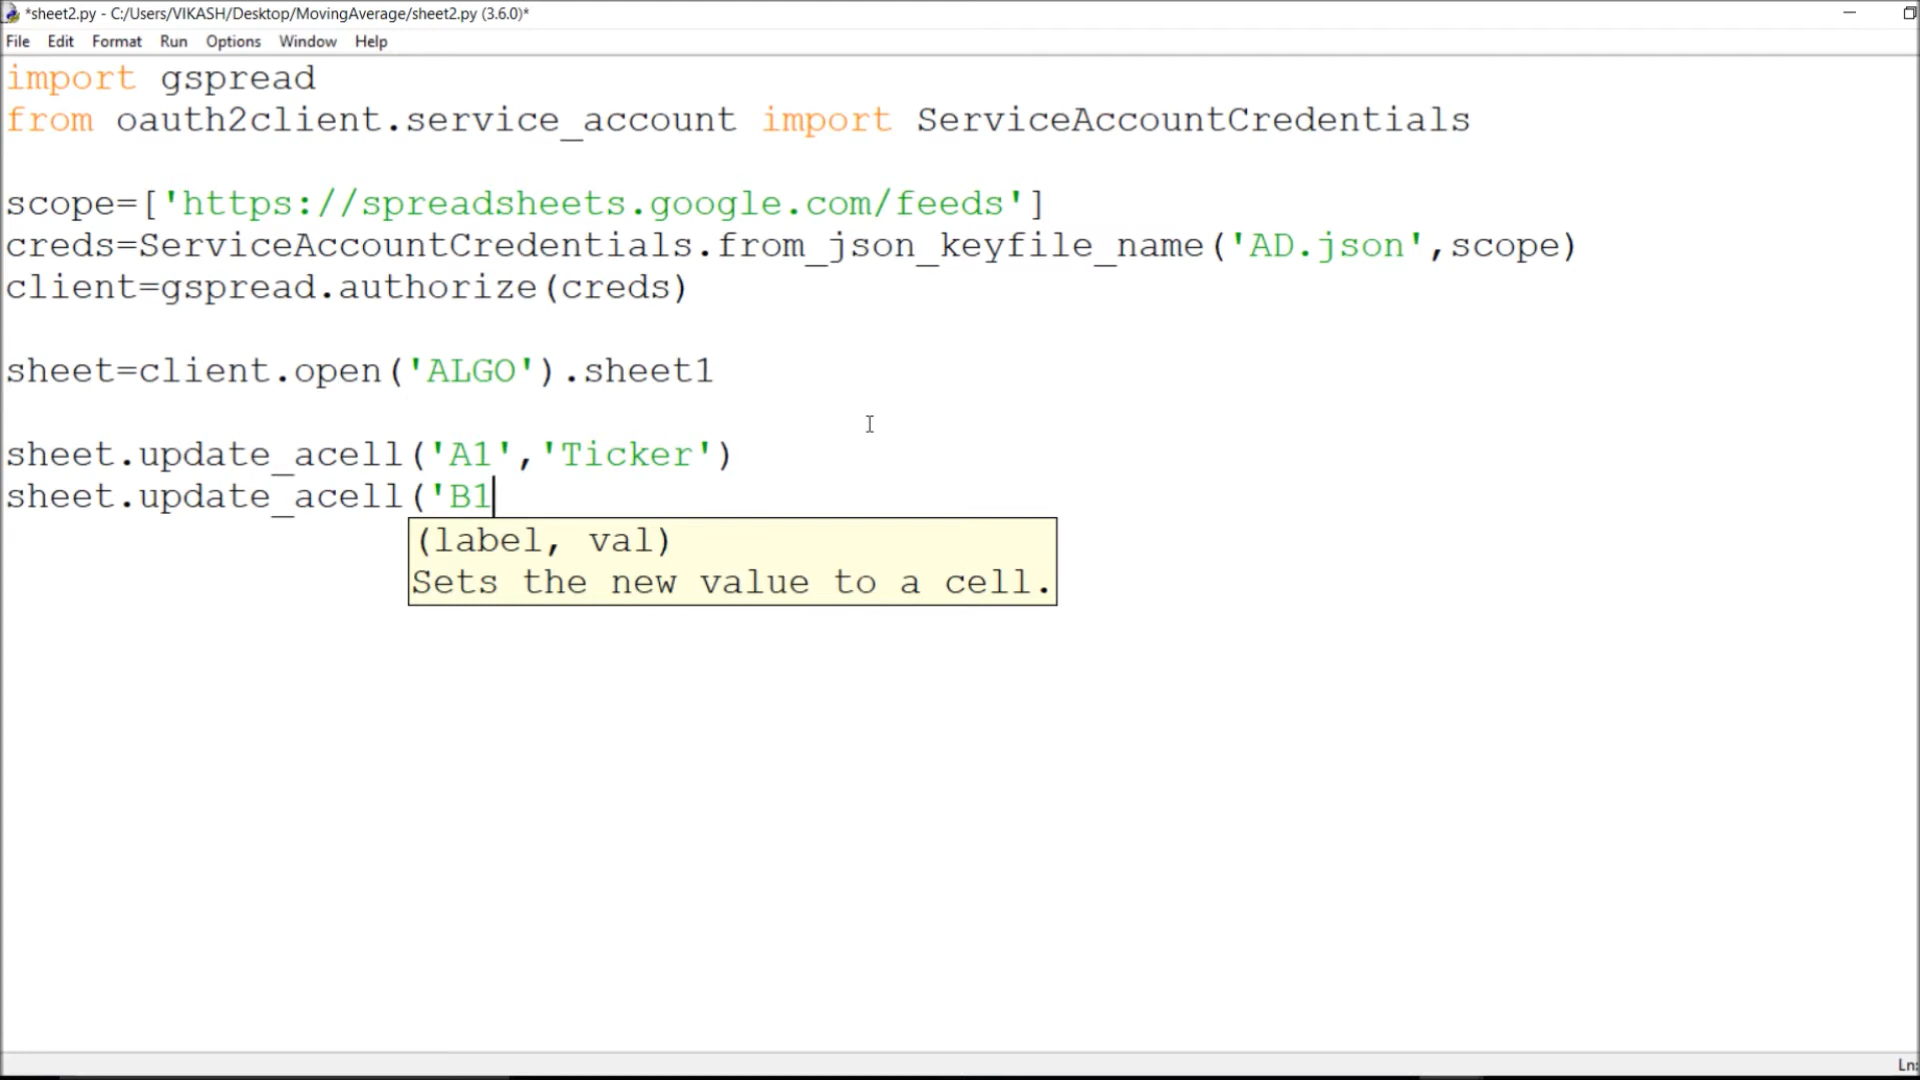 *sheet2.py - C:/Users/VIKASH/Desktop/MovingAverage/sheet2.py (3.6.0)*
File Edit Format Run Options Window Help
import gspread
from oauth2client.service_account import ServiceAccountCredentials
scope=['https://spreadsheets.google.com/feeds']
creds=ServiceAccountCredentials.from_json_keyfile_name('AD.json',scope)
client=gspread.authorize(creds)
sheet=client.open('ALGO').sheet1
sheet.update_acell('A1','Ticker')
sheet.update_acell('B1
(label, val)
Sets the new value to a cell.
Ln: